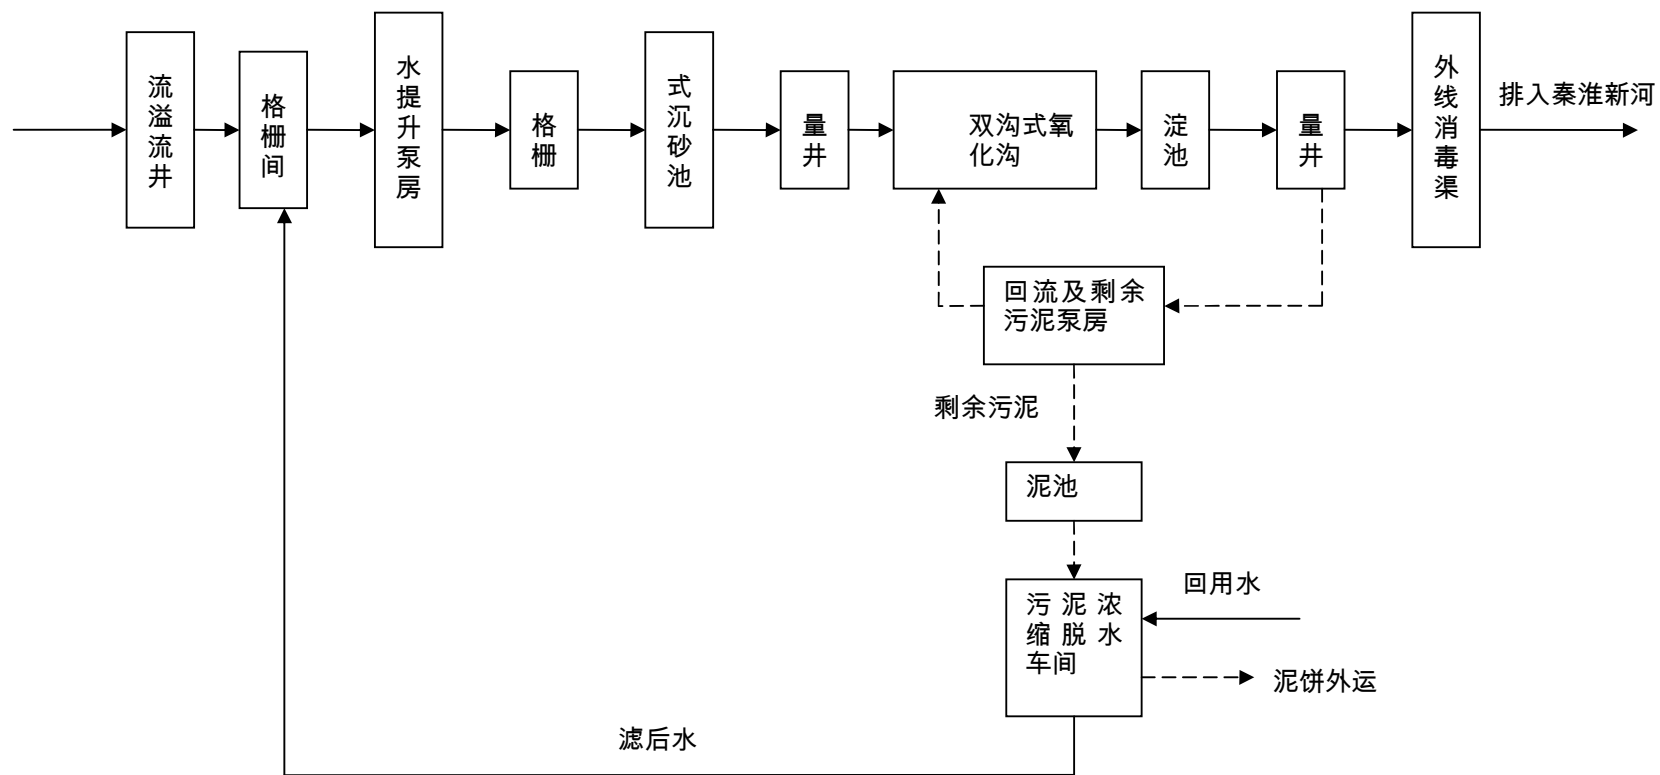 流
溢
流
井
格
栅
间
水
提
升
泵
房
格
栅
式
沉
砂
池
量
井
双沟式氧
化沟
淀
池
量
井
外
线
消
毒
渠
排入秦淮新河
回流及剩余
污泥泵房
剩余污泥
泥池
污泥浓
缩脱水
车间
回用水
泥饼外运
滤后水